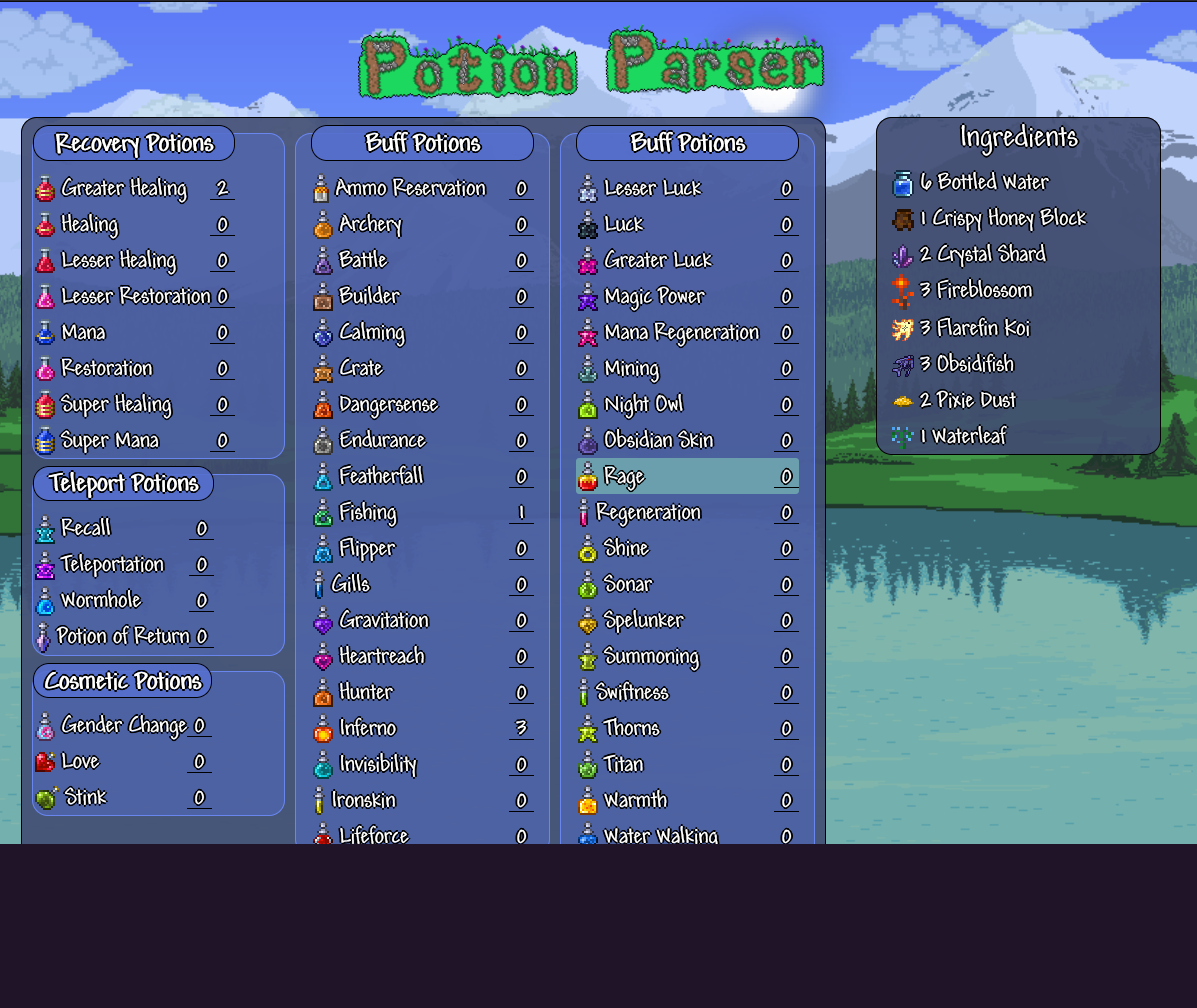 Potion Parser
Recovery Potions
Greater Healing 2
Healing 0
Lesser Healing 0
Lesser Restoration 0
Mana 0
Restoration 0
Super Healing 0
Super Mana 0
Teleport Potions
Recall 0
Teleportation 0
Wormhole 0
Potion of Return 0
Cosmetic Potions
Gender Change 0
Love 0
Stink 0
Buff Potions
Ammo Reservation 0
Archery 0
Battle 0
Builder 0
Calming 0
Crate 0
Dangersense 0
Endurance 0
Featherfall 0
Fishing 1
Flipper 0
Gills 0
Gravitation 0
Heartreach 0
Hunter 0
Inferno 3
Invisibility 0
Ironskin 0
Lifeforce 0
Buff Potions
Lesser Luck 0
Luck 0
Greater Luck 0
Magic Power 0
Mana Regeneration 0
Mining 0
Night Owl 0
Obsidian Skin 0
Rage 0
Regeneration 0
Shine 0
Sonar 0
Spelunker 0
Summoning 0
Swiftness 0
Thorns 0
Titan 0
Warmth 0
Water Walking 0
Ingredients
6 Bottled Water
1 Crispy Honey Block
2 Crystal Shard
3 Fireblossom
3 Flarefin Koi
3 Obsidifish
2 Pixie Dust
1 Waterleaf